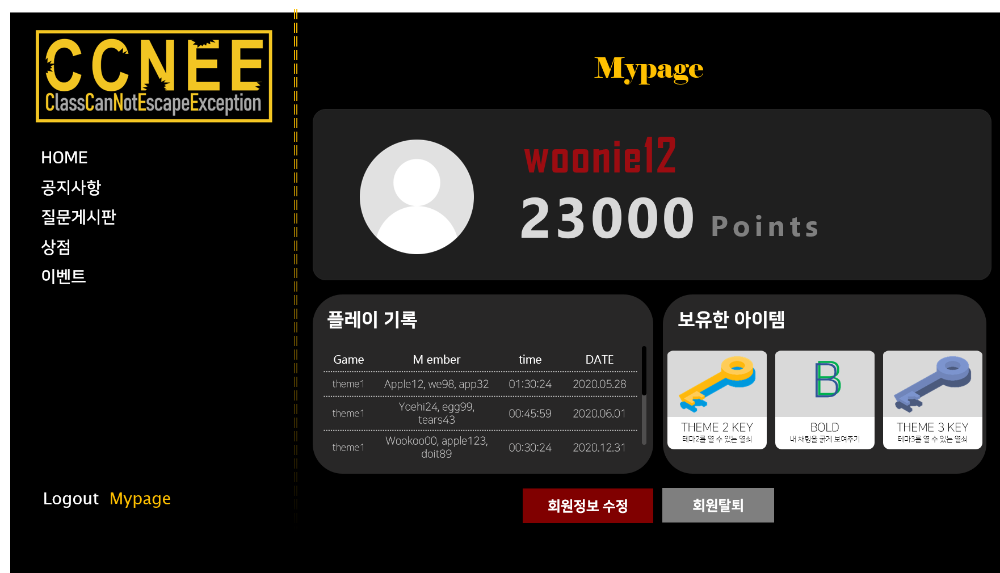 CCNEE
ClassCanNotEscapeException
HOME
공지사항
질문게시판
상점
이벤트
Logout Mypage
Mypage
woonie12
23000 Points
플레이 기록
Game M ember time DATE
theme1 Apple12, we98, app32 01:30:24 2020.05.28
theme1 Yoehi24, egg99, tears43 00:45:59 2020.06.01
theme1 Wookoo00, apple123, doit89 00:30:24 2020.12.31
보유한 아이템
THEME 2 KEY
테마2를 열 수 있는 열쇠
B
BOLD
내 채팅을 굵게 보여주기
THEME 3 KEY
테마3를 열 수 있는 열쇠
회원정보 수정
회원탈퇴